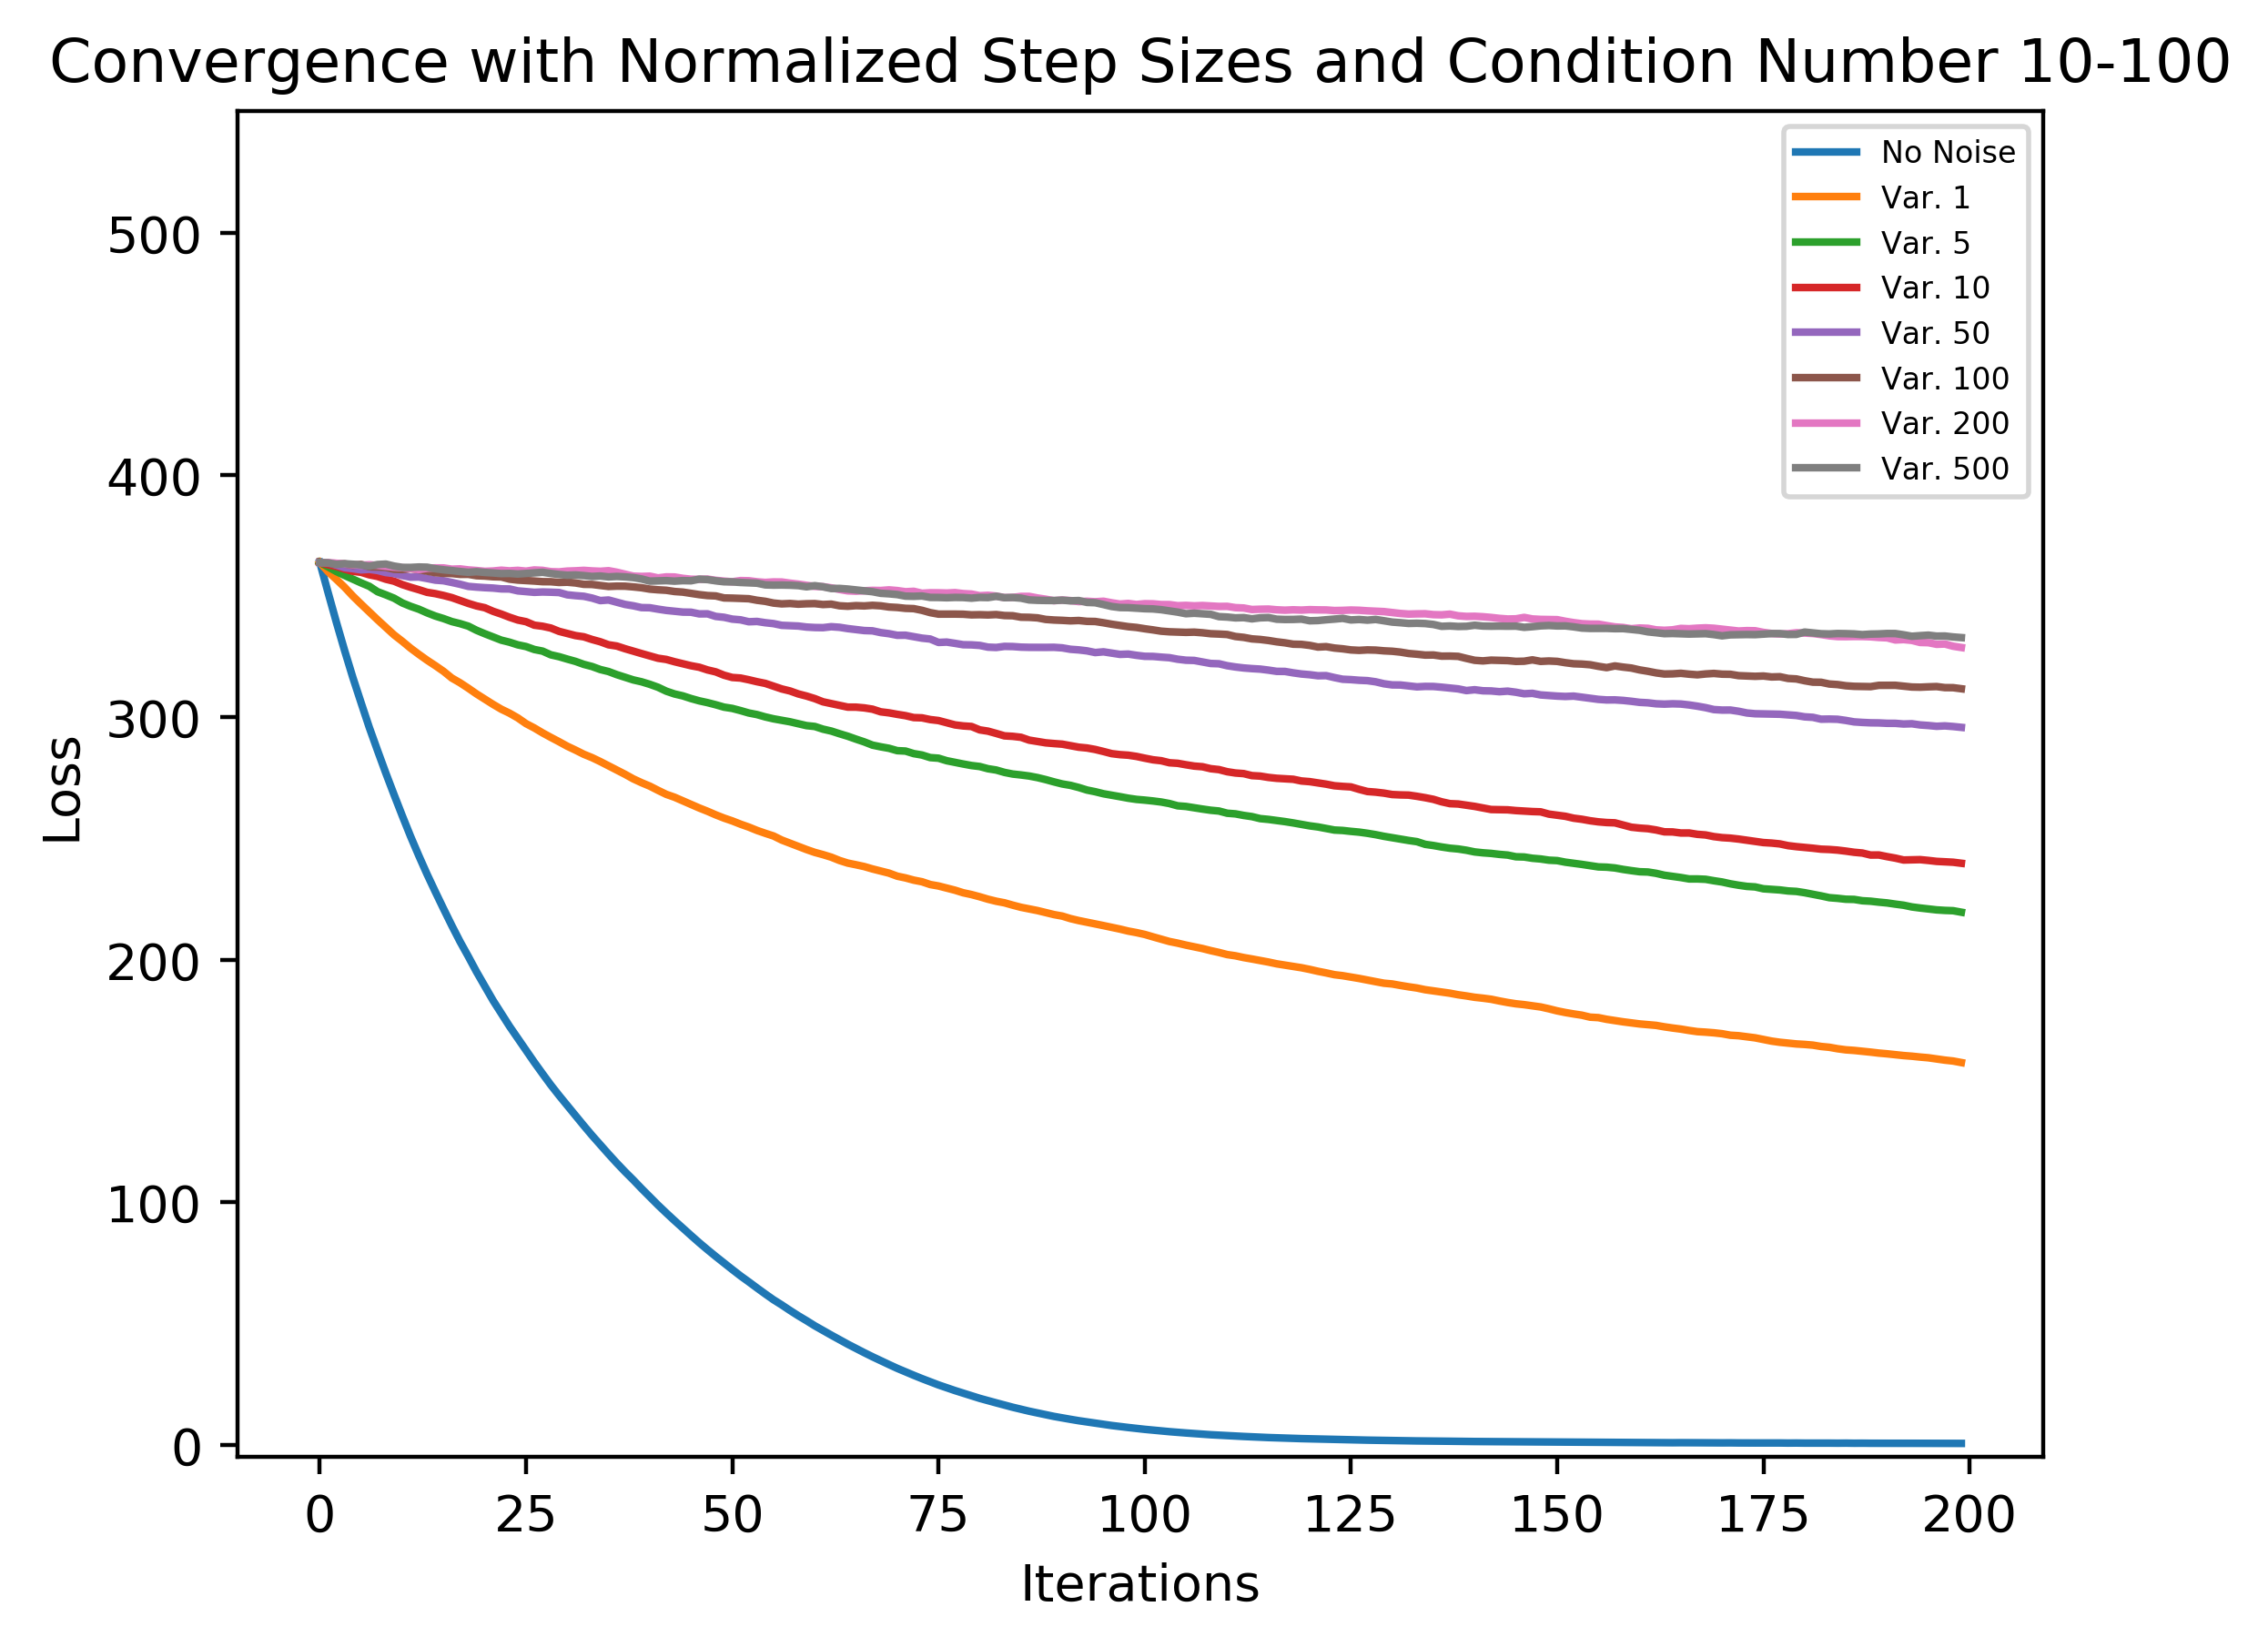 Convergence with Normalized Step Sizes and Condition Number 10-100
No Noise
Var. 1
Var. 5
Var. 10
Var. 50
Var. 100
Var. 200
Var. 500
500
400
300
200
100
0
Loss
0 25 50 75 100 125 150 175 200
Iterations